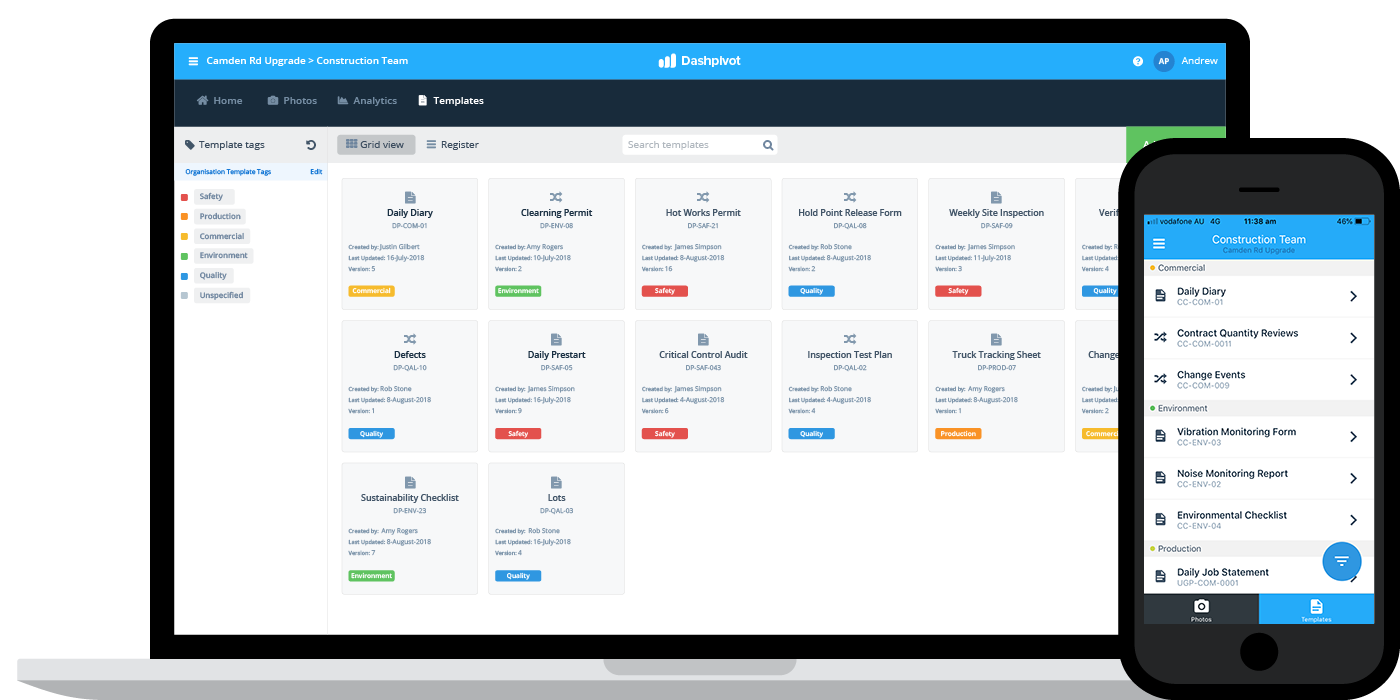 Camden Rd Upgrade > Construction Team
Dashpivot
?
AP
Andrew
Home
Photos
Analytics
Templates
Template tags
Grid view
Register
Search templates
Organisation Template Tags
Edit
Safety
Production
Commercial
Environment
Quality
Unspecified
Daily Diary
DP-COM-01
Created by: Justin Gilbert
Last Updated: 16-July-2018
Version: 5
Commercial
Clearning Permit
DP-ENV-08
Created by: Amy Rogers
Last Updated: 10-July-2018
Version: 2
Environment
Hot Works Permit
DP-SAF-21
Created by: James Simpson
Last Updated: 8-August-2018
Version: 16
Safety
Hold Point Release Form
DP-QAL-08
Created by: Rob Stone
Last Updated: 8-August-2018
Version: 2
Quality
Weekly Site Inspection
DP-SAF-09
Created by: James Simpson
Last Updated: 11-July-2018
Version: 3
Safety
Created by:
Last Updated:
Version: 4
Quality
Defects
DP-QAL-10
Created by: Rob Stone
Last Updated: 8-August-2018
Version: 1
Quality
Daily Prestart
DP-SAF-05
Created by: James Simpson
Last Updated: 16-July-2018
Version: 9
Safety
Critical Control Audit
DP-SAF-043
Created by: James Simpson
Last Updated: 4-August-2018
Version: 6
Safety
Inspection Test Plan
DP-QAL-02
Created by: Rob Stone
Last Updated: 4-August-2018
Version: 4
Quality
Truck Tracking Sheet
DP-PROD-07
Created by: Amy Rogers
Last Updated: 8-August-2018
Version: 1
Production
Change
Created by:
Last Updated:
Version: 2
Sustainability Checklist
DP-ENV-23
Created by: Amy Rogers
Last Updated: 8-August-2018
Version: 7
Environment
Lots
DP-QAL-03
Created by: Rob Stone
Last Updated: 16-July-2018
Version: 4
Quality
vodafone AU 4G 11:38 am 46%
Construction Team
Camden Rd Upgrade
Commercial
Daily Diary
CC-COM-01
Contract Quantity Reviews
CC-COM-0011
Change Events
CC-COM-009
Environment
Vibration Monitoring Form
CC-ENV-03
Noise Monitoring Report
CC-ENV-02
Environmental Checklist
CC-ENV-04
Production
Daily Job Statement
UGP-COM-0001
Photos
Templates